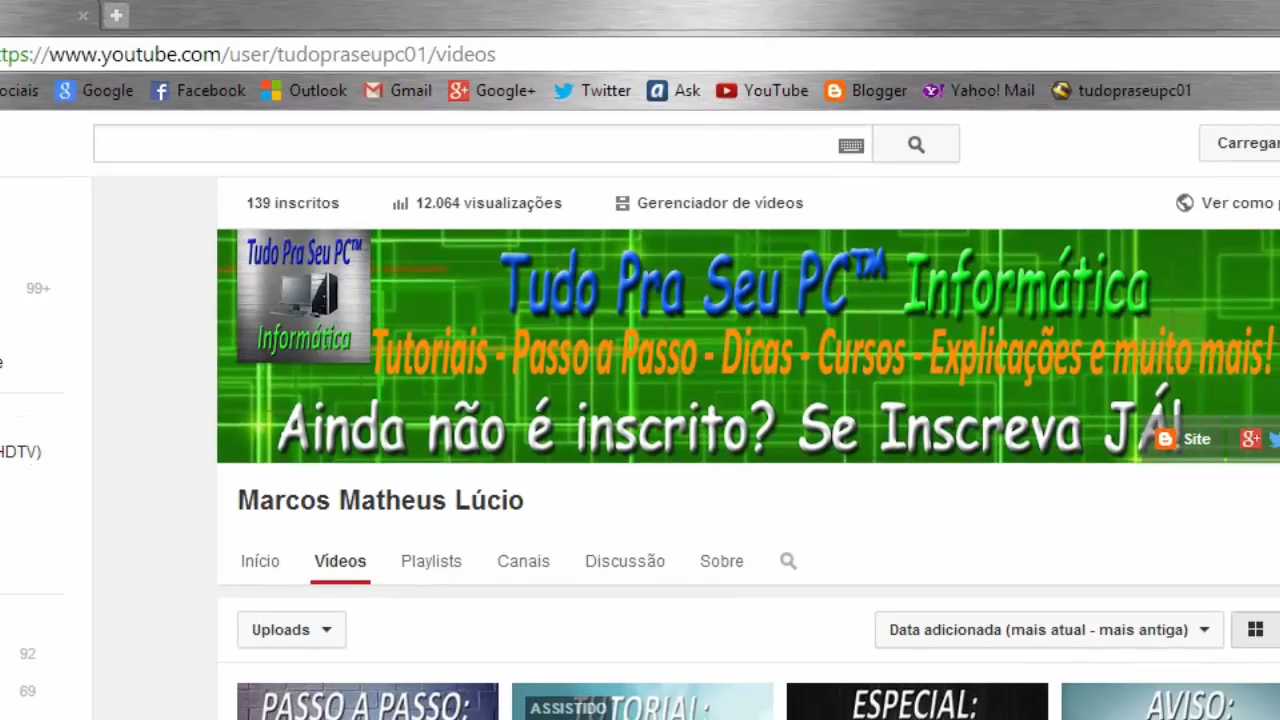 ttps://www.youtube.com/user/tudopraseupc01/videos
ociais Google Facebook Outlook Gmail Google+ Twitter Ask YouTube Blogger Yahoo! Mail tudopraseupc01
Carregar
139 inscritos 12.064 visualizações Gerenciador de vídeos Ver como p
99+
e
HDTV)
92
69
Tudo Pra Seu PC™
Informática
Tudo Pra Seu PC™ Informática
Tutoriais - Passo a Passo - Dicas - Cursos - Explicações e muito mais!
Ainda não é inscrito? Se Inscreva JÁ!
Site
Marcos Matheus Lúcio
Início Vídeos Playlists Canais Discussão Sobre
Uploads Data adicionada (mais atual - mais antiga)
PASSO A PASSO: ASSISTIDO TUTORIAL: ESPECIAL: AVISO: